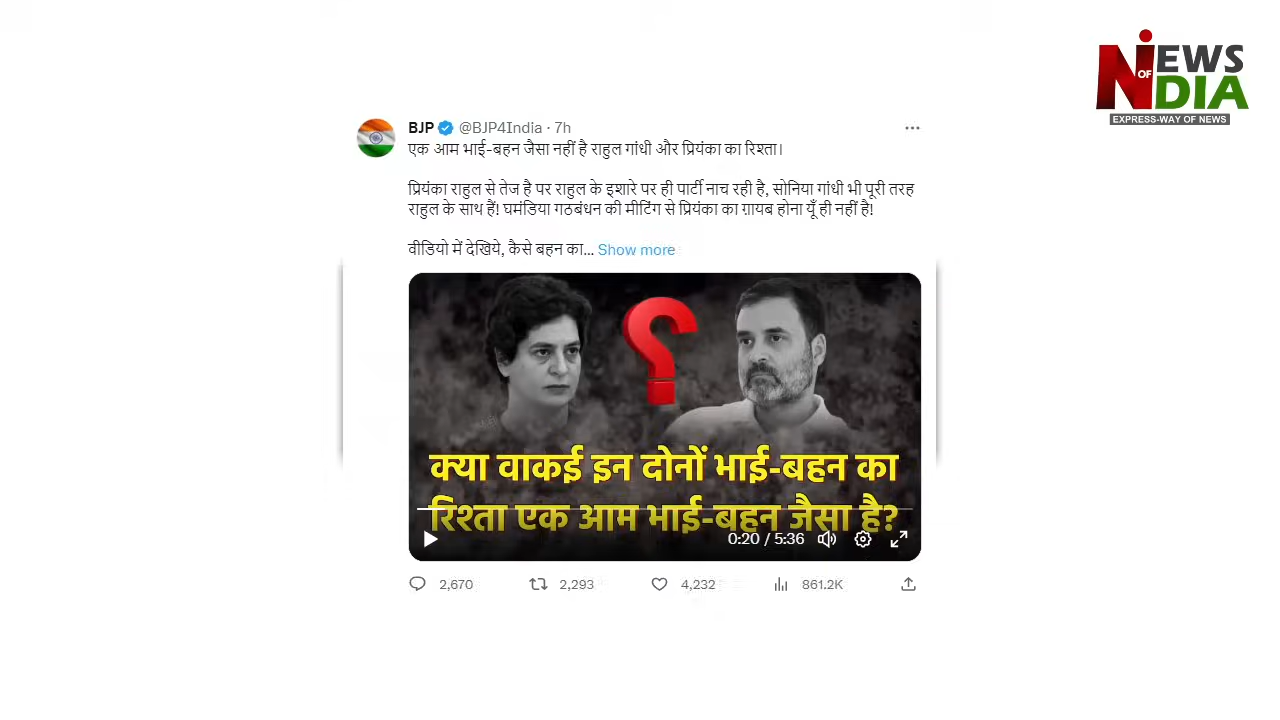 NEWS
OF
INDIA
EXPRESS-WAY OF NEWS
BJP @BJP4India · 7h
एक आम भाई-बहन जैसा नहीं है राहुल गांधी और प्रियंका का रिश्ता।
प्रियंका राहुल से तेज है पर राहुल के इशारे पर ही पार्टी नाच रही है, सोनिया गांधी भी पूरी तरह
राहुल के साथ हैं! घमंडिया गठबंधन की मीटिंग से प्रियंका का ग़ायब होना यूँ ही नहीं है!
वीडियो में देखिये, कैसे बहन का... Show more
क्या वाकई इन दोनों भाई-बहन का
रिश्ता एक आम भाई-बहन जैसा है?
0:20 / 5:36
2,670 2,293 4,232 861.2K